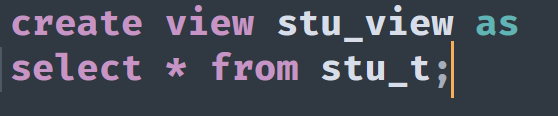 create view stu_view as
select * from stu_t;